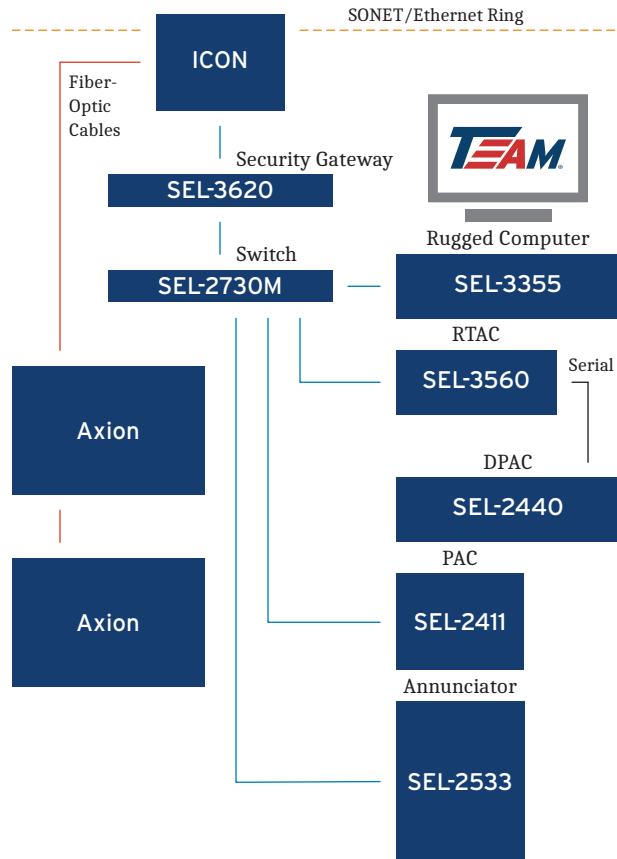 SONET/Ethernet Ring
ICON
Fiber-
Optic
Cables
TEAM
Security Gateway
SEL-3620
Switch
SEL-2730M
Rugged Computer
SEL-3355
RTAC
SEL-3560
Serial
Axion
DPAC
SEL-2440
PAC
Axion
SEL-2411
Annunciator
SEL-2533